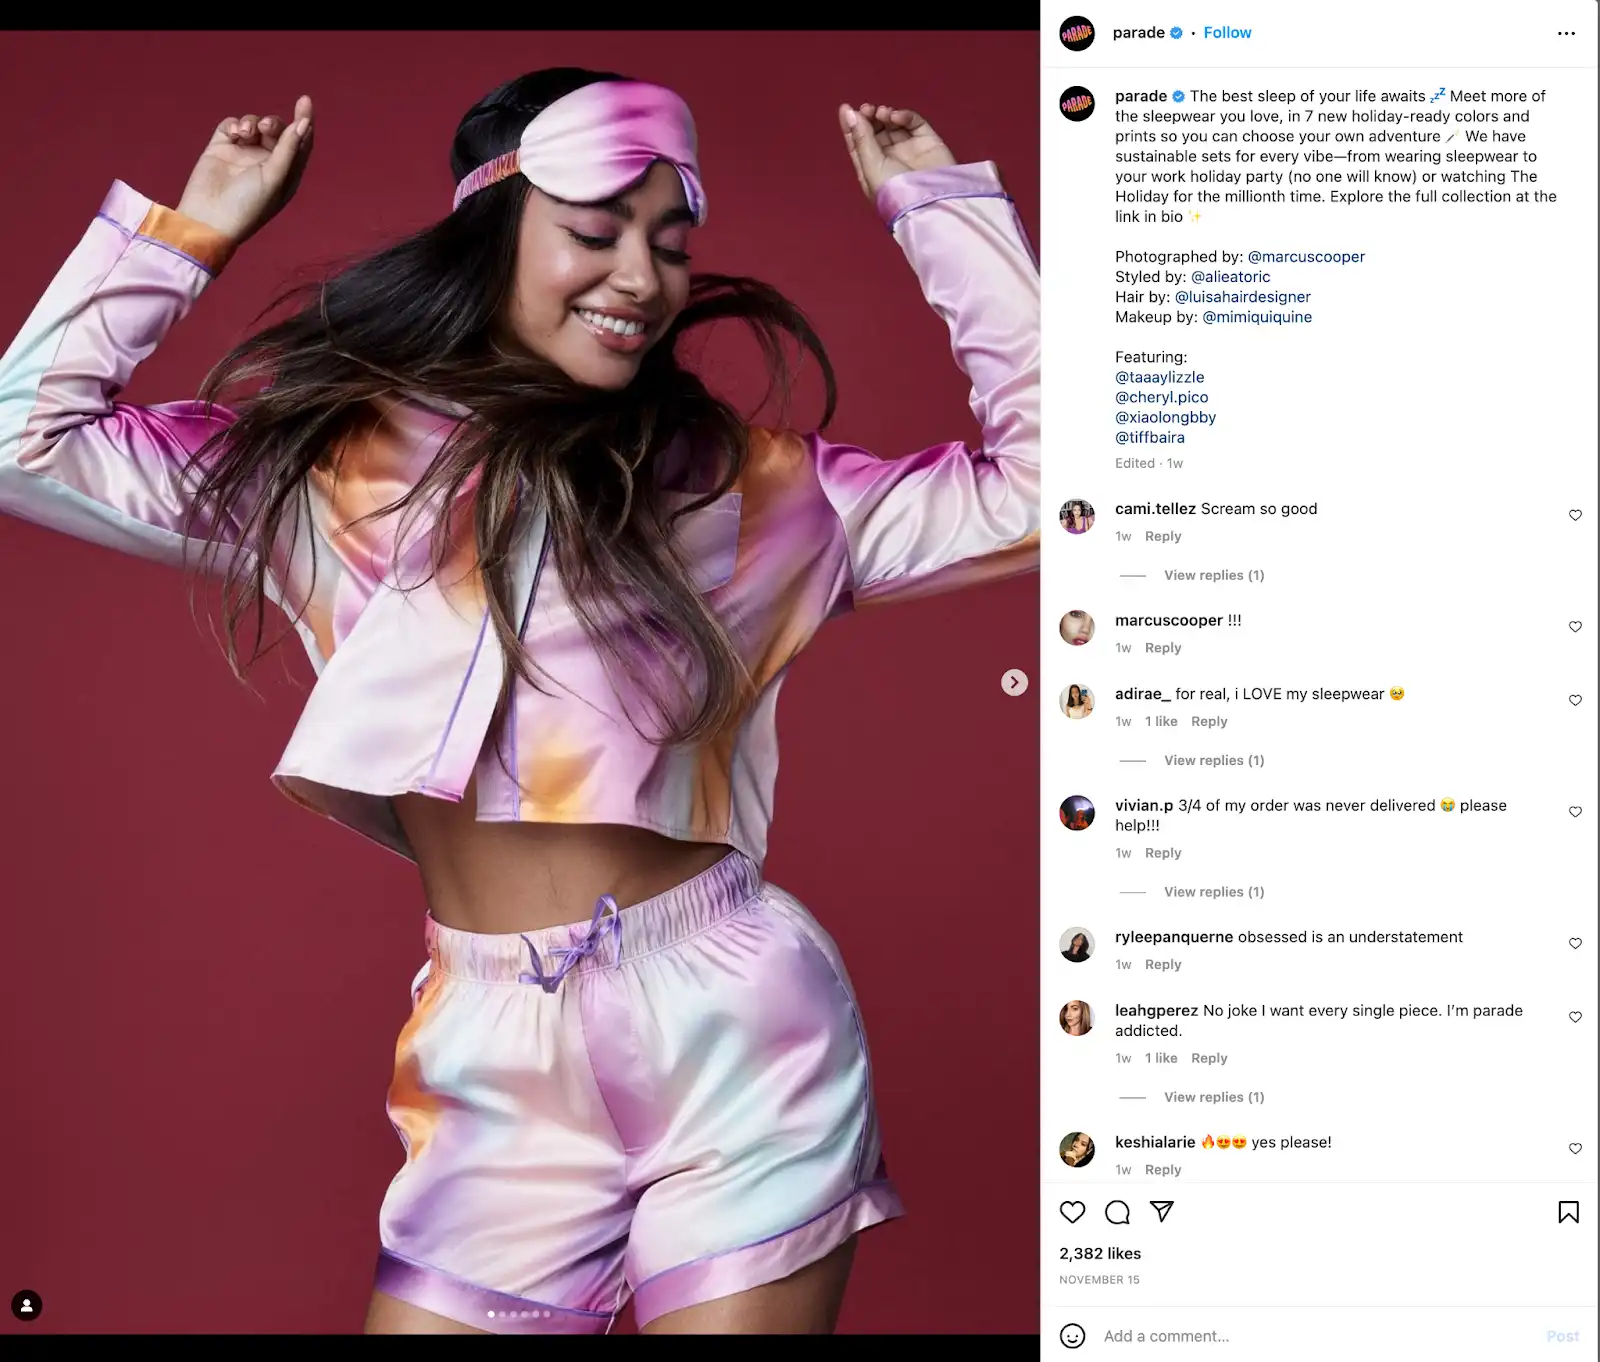 PARADE
parade • Follow
PARADE
parade The best sleep of your life awaits 💤 Meet more of
the sleepwear you love, in 7 new holiday-ready colors and
prints so you can choose your own adventure 🪄 We have
sustainable sets for every vibe—from wearing sleepwear to
your work holiday party (no one will know) or watching The
Holiday for the millionth time. Explore the full collection at the
link in bio ✨
Photographed by: @marcuscooper
Styled by: @alieatoric
Hair by: @luisahairdesigner
Makeup by: @mimiquiquine
Featuring:
@taaaylizzle
@cheryl.pico
@xiaolongbby
@tiffbaira
Edited · 1w
cami.tellez Scream so good
1w Reply
View replies (1)
marcuscooper !!!
1w Reply
adirae_ for real, i LOVE my sleepwear 🥹
1w 1 like Reply
View replies (1)
vivian.p 3/4 of my order was never delivered 😭 please
help!!!
1w Reply
View replies (1)
ryleepanquerne obsessed is an understatement
1w Reply
leahgperez No joke I want every single piece. I'm parade
addicted.
1w 1 like Reply
View replies (1)
keshialarie 🔥😍😍 yes please!
1w Reply
2,382 likes
NOVEMBER 15
Add a comment...
Post